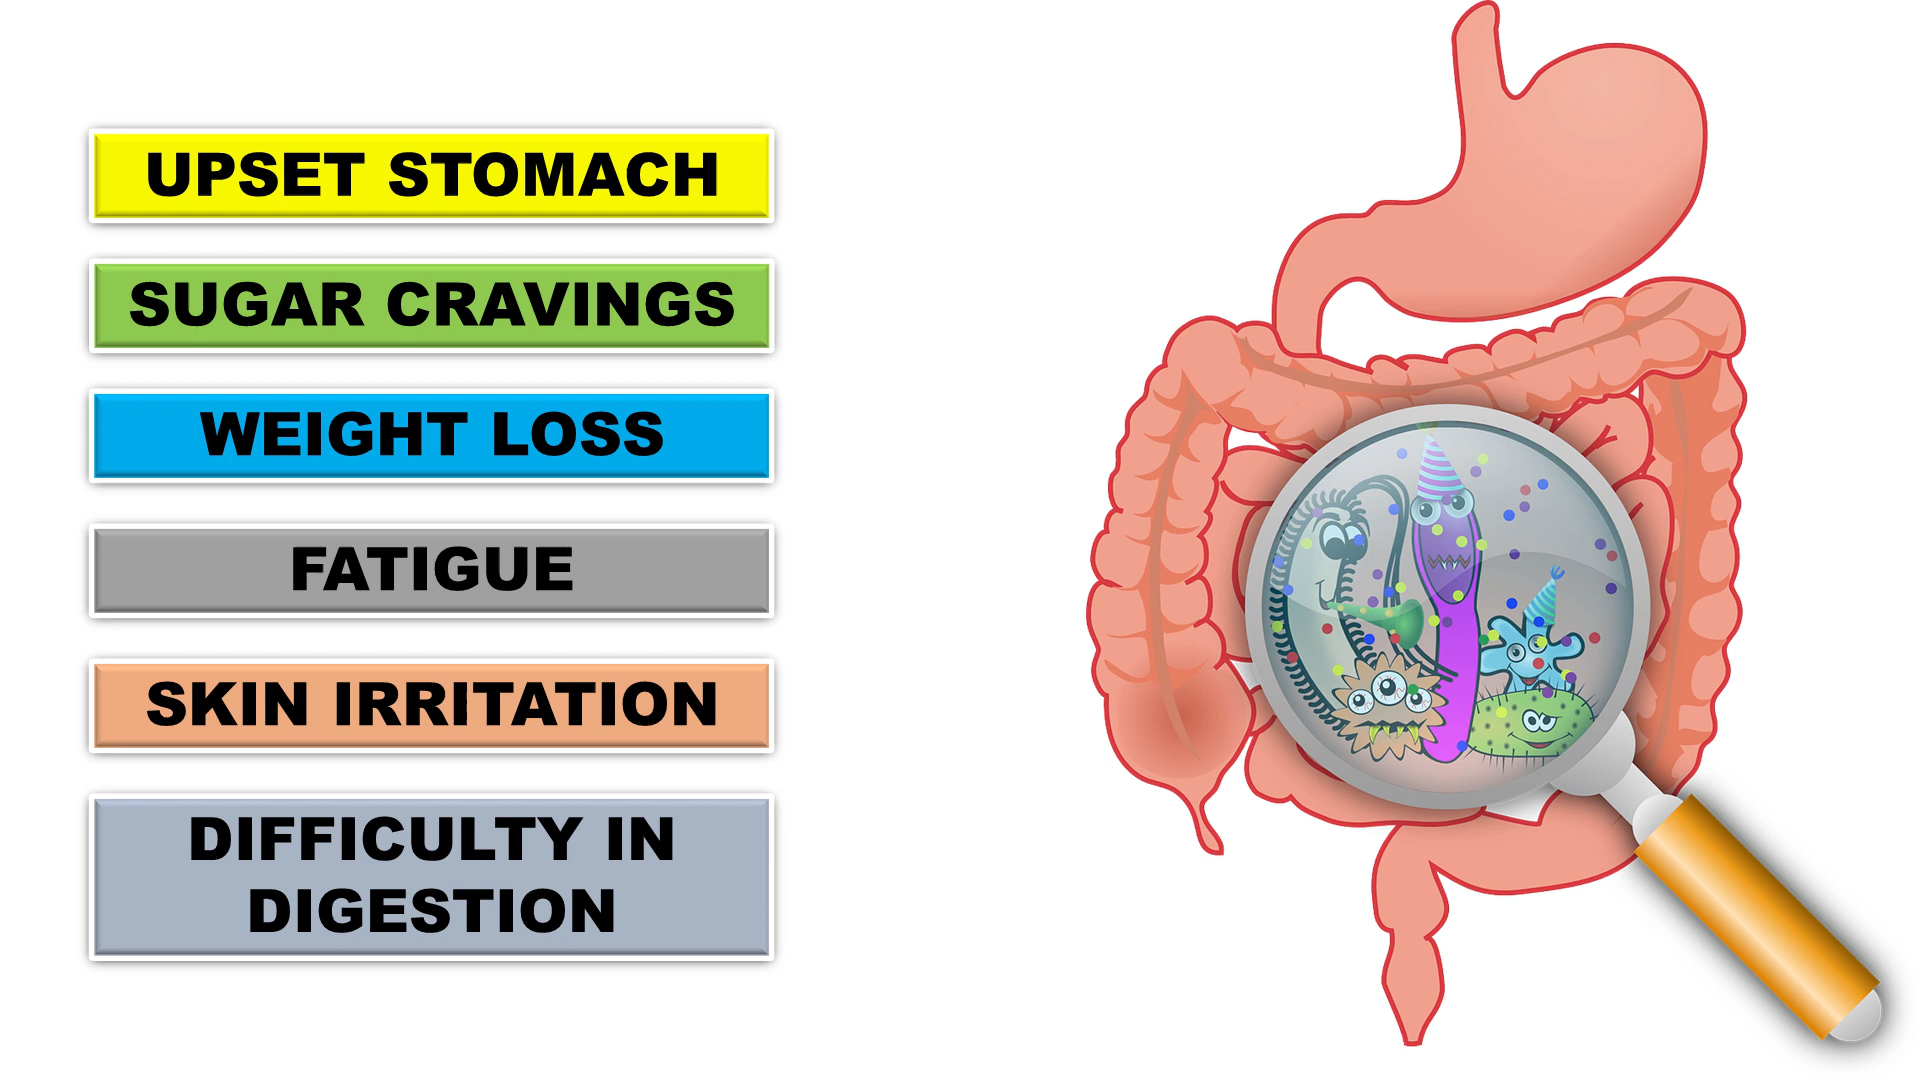 UPSET STOMACH
SUGAR CRAVINGS
WEIGHT LOSS
FATIGUE
SKIN IRRITATION
DIFFICULTY IN
DIGESTION